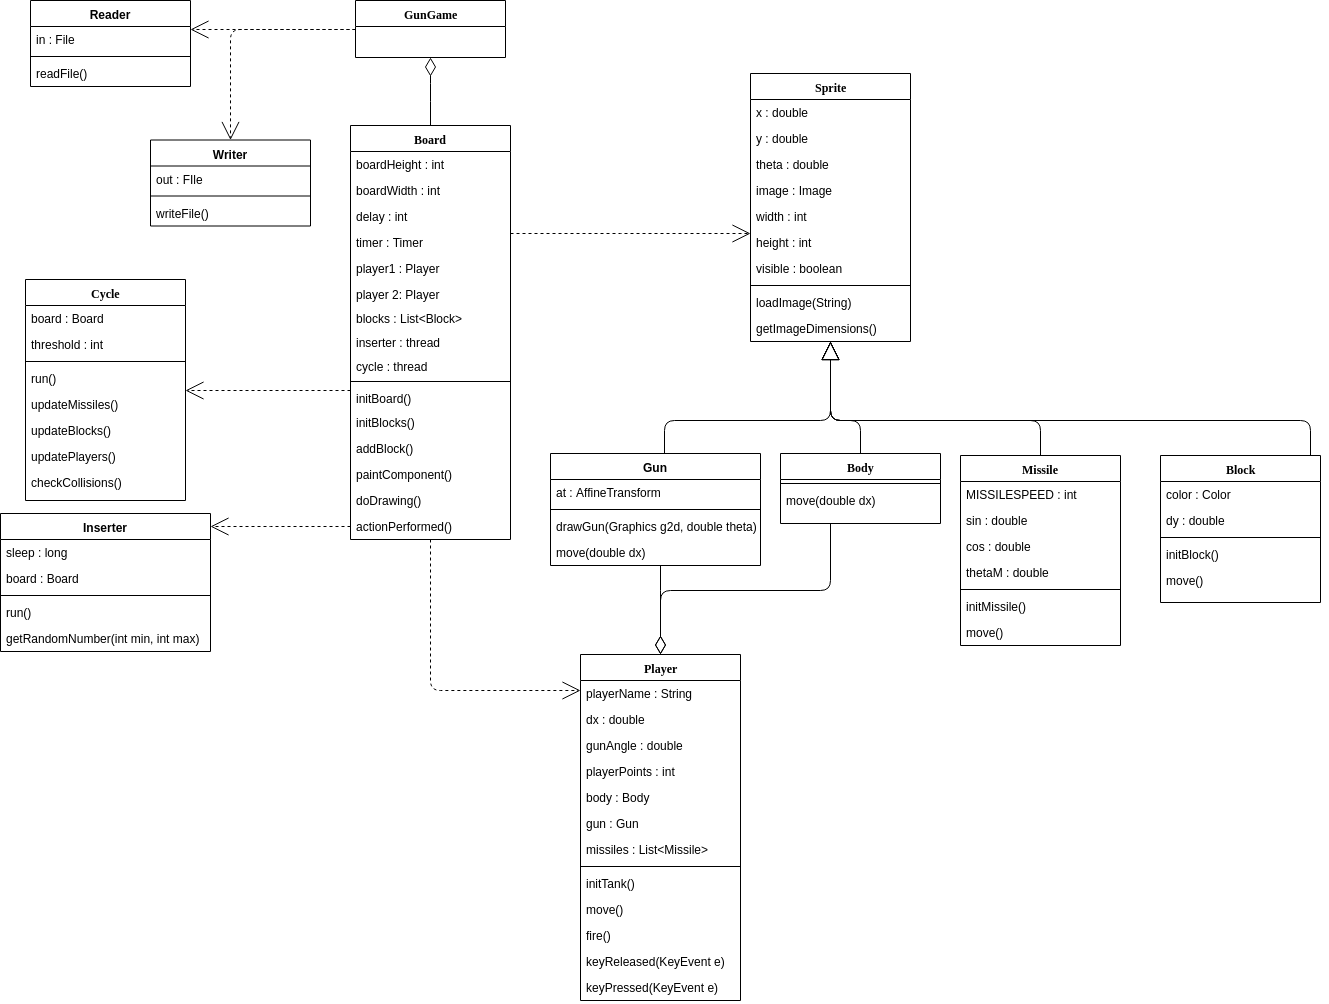 Reader
in : File
readFile()
GunGame
Writer
out : FIle
writeFile()
Board
boardHeight : int
boardWidth : int
delay : int
timer : Timer
player1 : Player
player 2: Player
blocks : List<Block>
inserter : thread
cycle : thread
initBoard()
initBlocks()
addBlock()
paintComponent()
doDrawing()
actionPerformed()
Sprite
x : double
y : double
theta : double
image : Image
width : int
height : int
visible : boolean
loadImage(String)
getImageDimensions()
Cycle
board : Board
threshold : int
run()
updateMissiles()
updateBlocks()
updatePlayers()
checkCollisions()
Inserter
sleep : long
board : Board
run()
getRandomNumber(int min, int max)
Gun
at : AffineTransform
drawGun(Graphics g2d, double theta)
move(double dx)
Body
move(double dx)
Missile
MISSILESPEED : int
sin : double
cos : double
thetaM : double
initMissile()
move()
Block
color : Color
dy : double
initBlock()
move()
Player
playerName : String
dx : double
gunAngle : double
playerPoints : int
body : Body
gun : Gun
missiles : List<Missile>
initTank()
move()
fire()
keyReleased(KeyEvent e)
keyPressed(KeyEvent e)